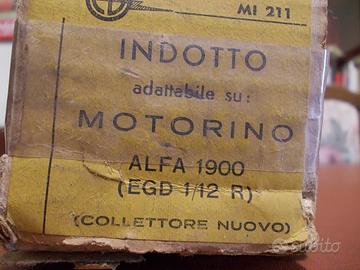 MI 211
INDOTTO
adattabile su:
MOTORINO
ALFA 1900
(EGD 1/12 R)
(COLLETTORE NUOVO)
subito